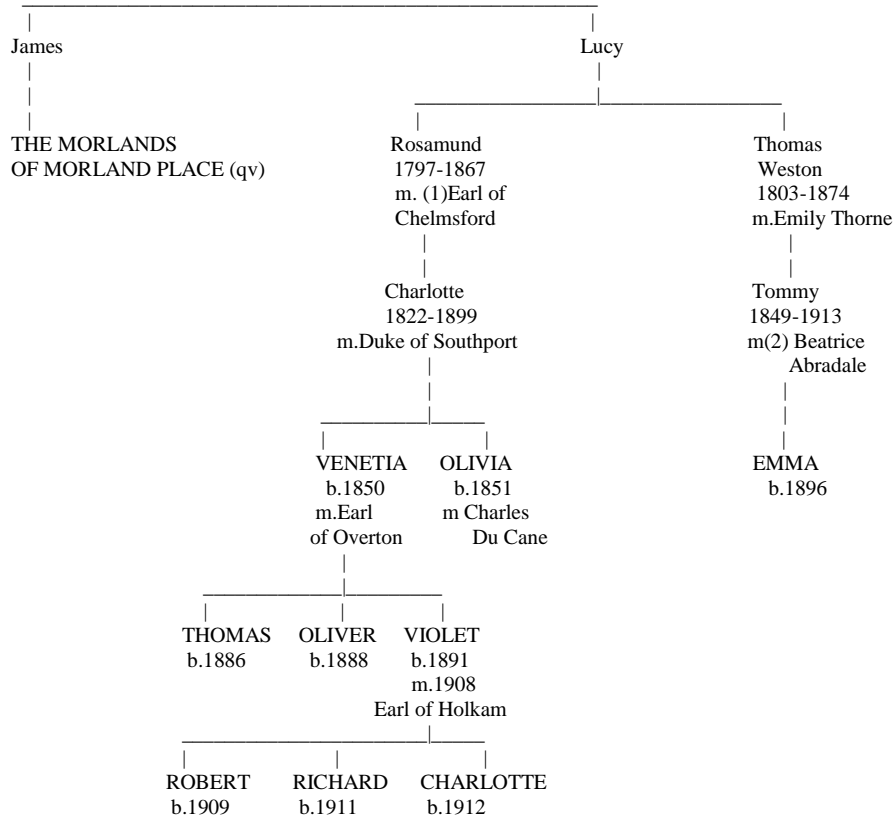 James Lucy
THE MORLANDS Rosamund Thomas
OF MORLAND PLACE (qv) 1797-1867 Weston
m. (1)Earl of 1803-1874
Chelmsford m.Emily Thorne
Charlotte Tommy
1822-1899 1849-1913
m.Duke of Southport m(2) Beatrice
Abradale
VENETIA OLIVIA EMMA
b.1850 b.1851 b.1896
m.Earl m Charles
of Overton Du Cane
THOMAS OLIVER VIOLET
b.1886 b.1888 b.1891
m.1908
Earl of Holkam
ROBERT RICHARD CHARLOTTE
b.1909 b.1911 b.1912